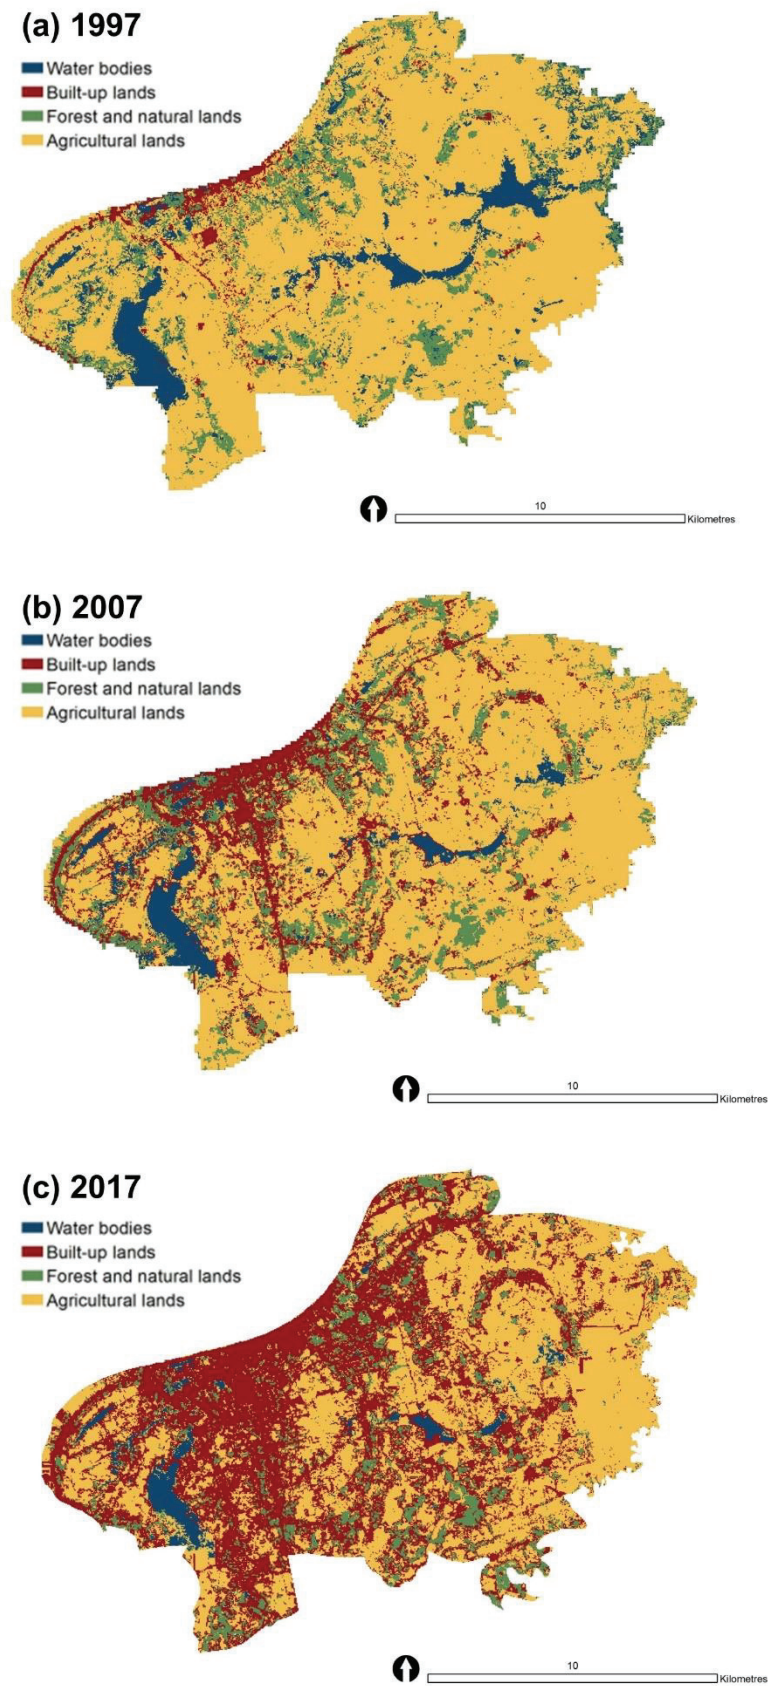 (a) 1997
Water bodies
Built-up lands
Forest and natural lands
Agricultural lands
10
Kilometres
(b) 2007
Water bodies
Built-up lands
Forest and natural lands
Agricultural lands
10
Kilometres
(c) 2017
Water bodies
Built-up lands
Forest and natural lands
Agricultural lands
10
Kilometres